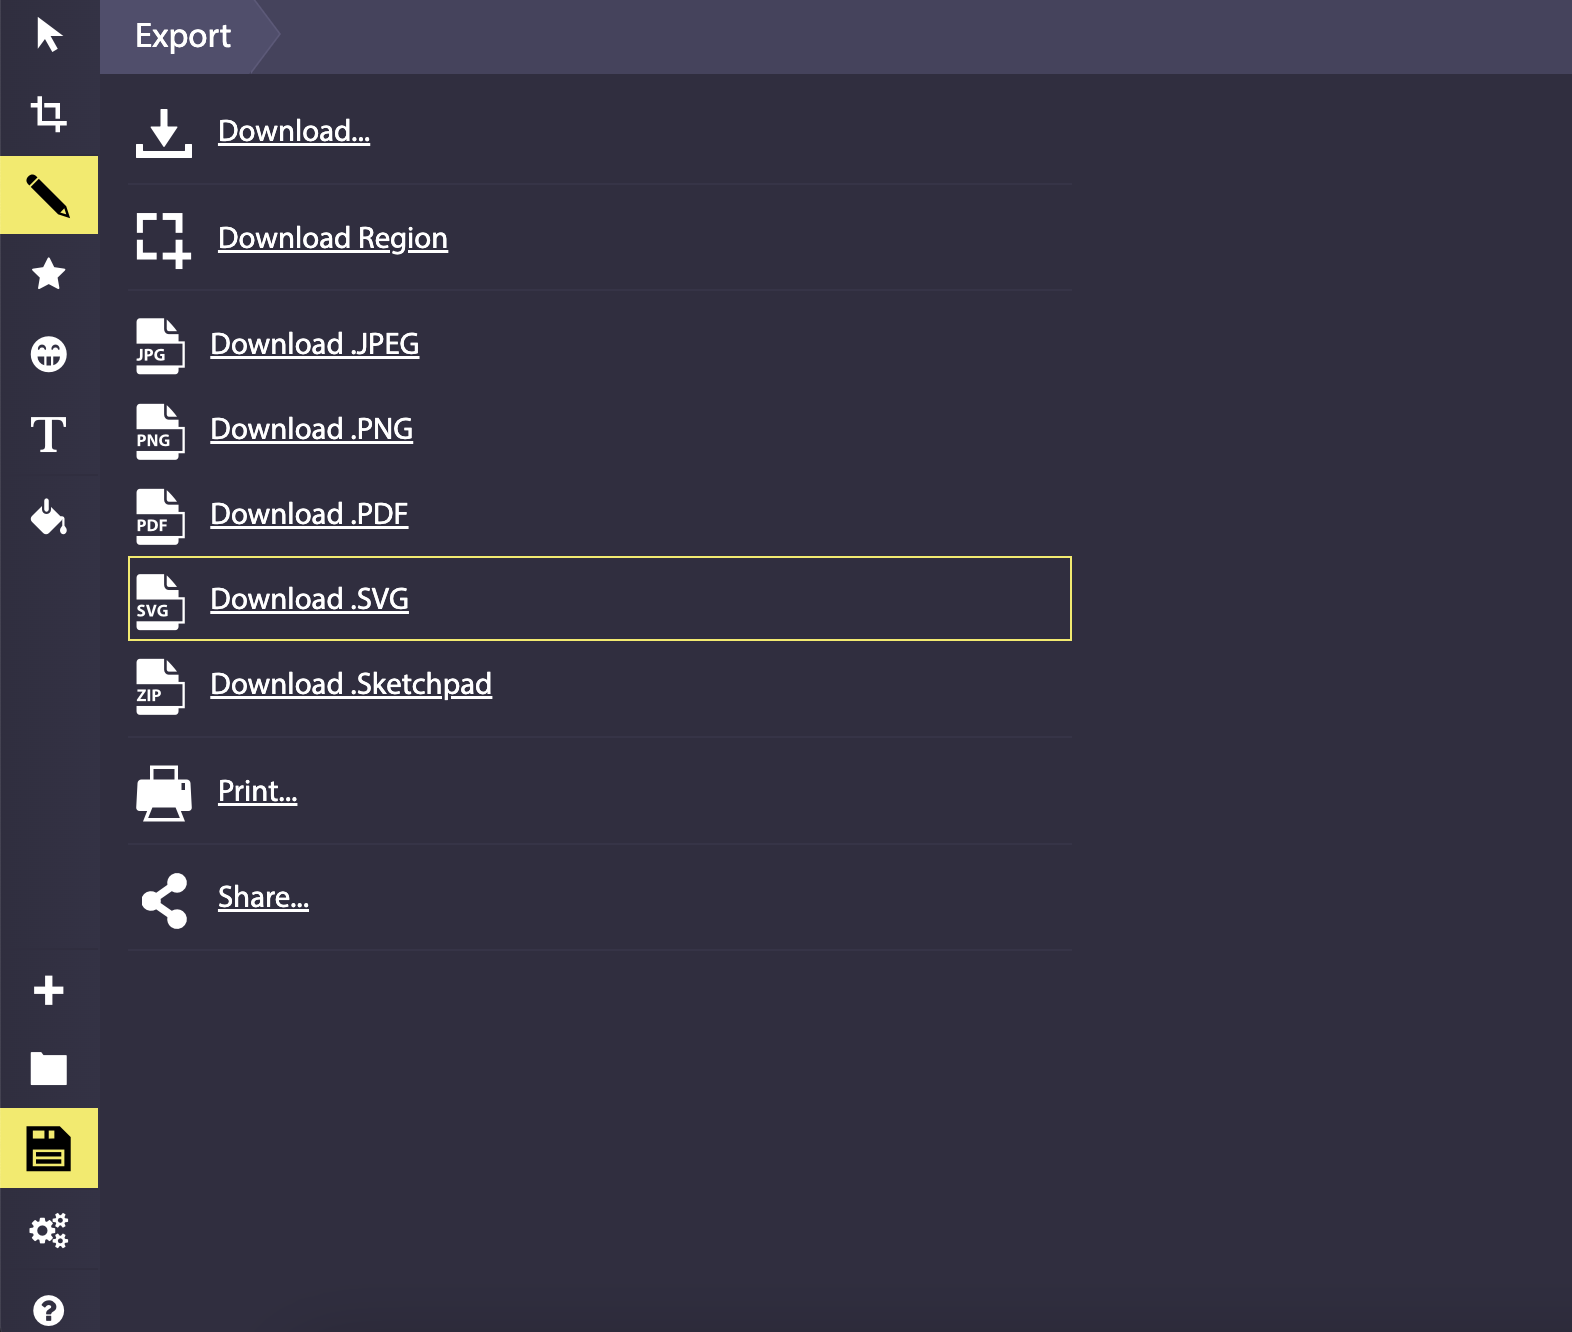 Export
Download...
Download Region
JPG Download .JPEG
PNG Download .PNG
PDF Download .PDF
SVG Download .SVG
ZIP Download .Sketchpad
Print...
Share...
T
?